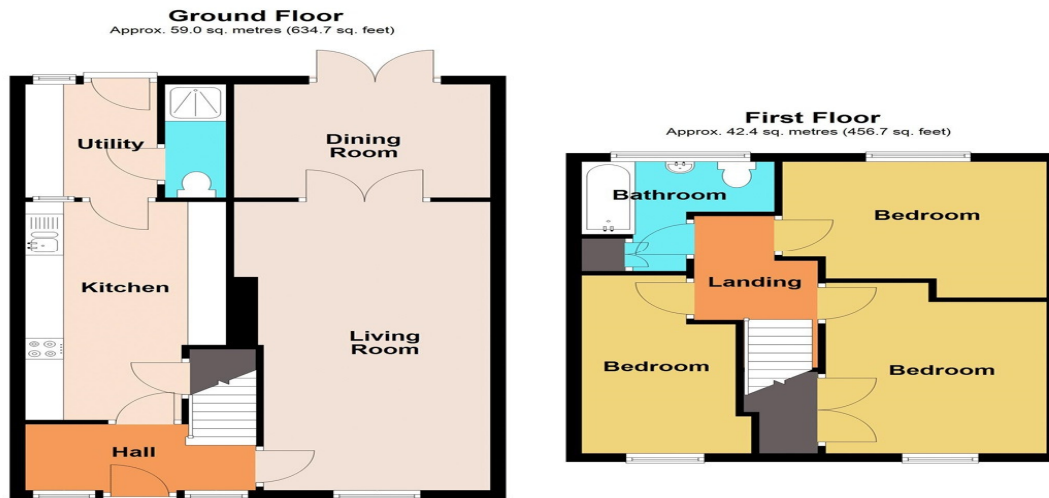 Ground Floor
Approx. 59.0 sq. metres (634.7 sq. feet)
Utility
Dining
Room
Kitchen
Living
Room
Hall
First Floor
Approx. 42.4 sq. metres (456.7 sq. feet)
Bathroom
Bedroom
Landing
Bedroom
Bedroom